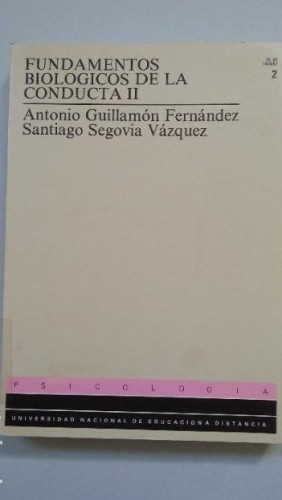 FUNDAMENTOS
BIOLOGICOS DE LA
CONDUCTA II
2
Antonio Guillamón Fernández
Santiago Segovia Vázquez
PSICOLOGIA
UNIVERSIDAD NACIONAL DE EDUCACION A DISTANCIA